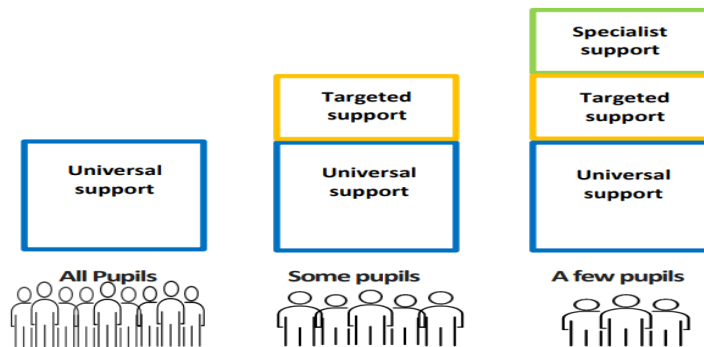 Universal
support
All Pupils
Targeted
support
Universal
support
Some pupils
Specialist
support
Targeted
support
Universal
support
A few pupils